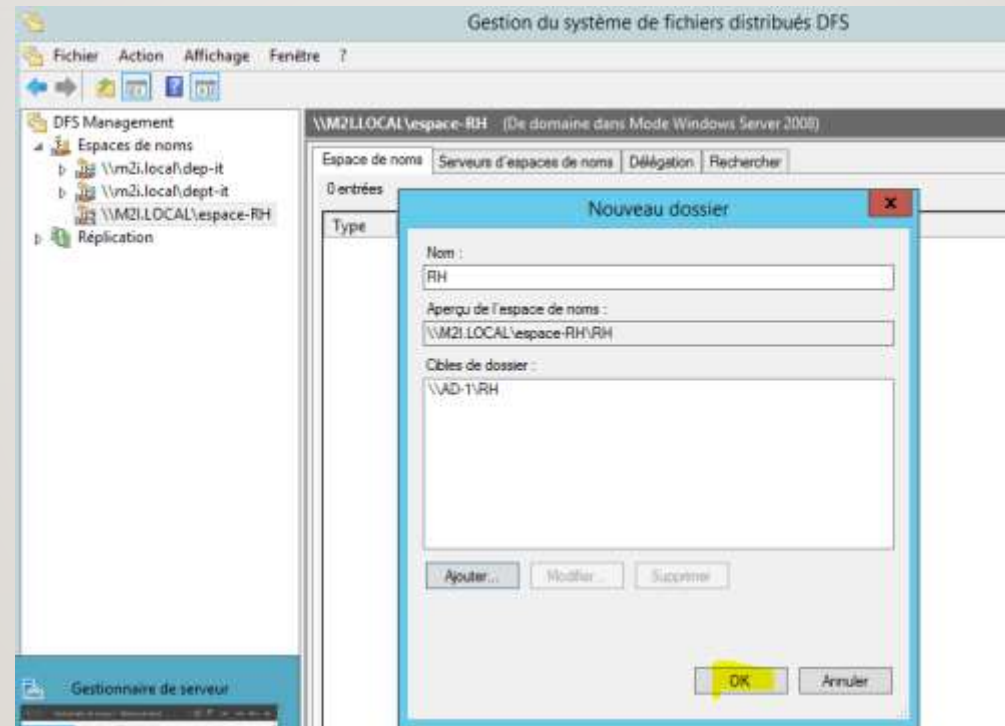 Gestion du système de fichiers distribués DFS
Fichier Action Affichage Fenêtre ?
DFS Management
Espaces de noms
\\m2i.local\dep-it
\\m2i.local\dept-it
\\M2I.LOCAL\espace-RH
Réplication
\\M2I.LOCAL\espace-RH (De domaine dans Mode Windows Server 2008)
Espace de noms Serveurs d'espaces de noms Délégation Rechercher
0 entrées
Type
Nouveau dossier
Nom :
RH
Aperçu de l'espace de noms :
\\M2I.LOCAL\espace-RH\RH
Cibles de dossier :
\\AD-1\RH
Ajouter... Modifier... Supprimer
OK Annuler
Gestionnaire de serveur